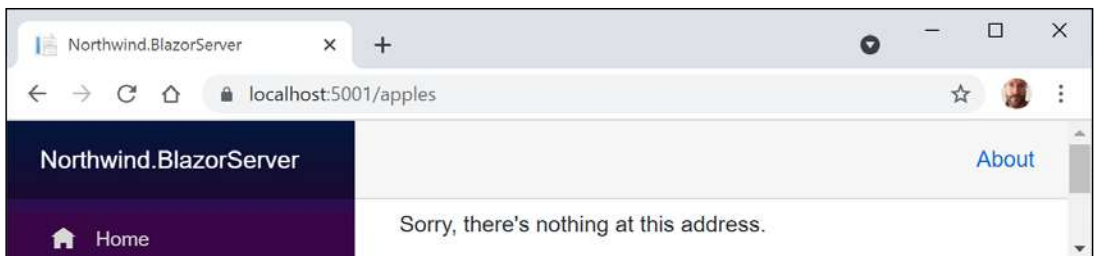 Northwind.BlazorServer
localhost:5001/apples
Northwind.BlazorServer
About
Sorry, there's nothing at this address.
Home